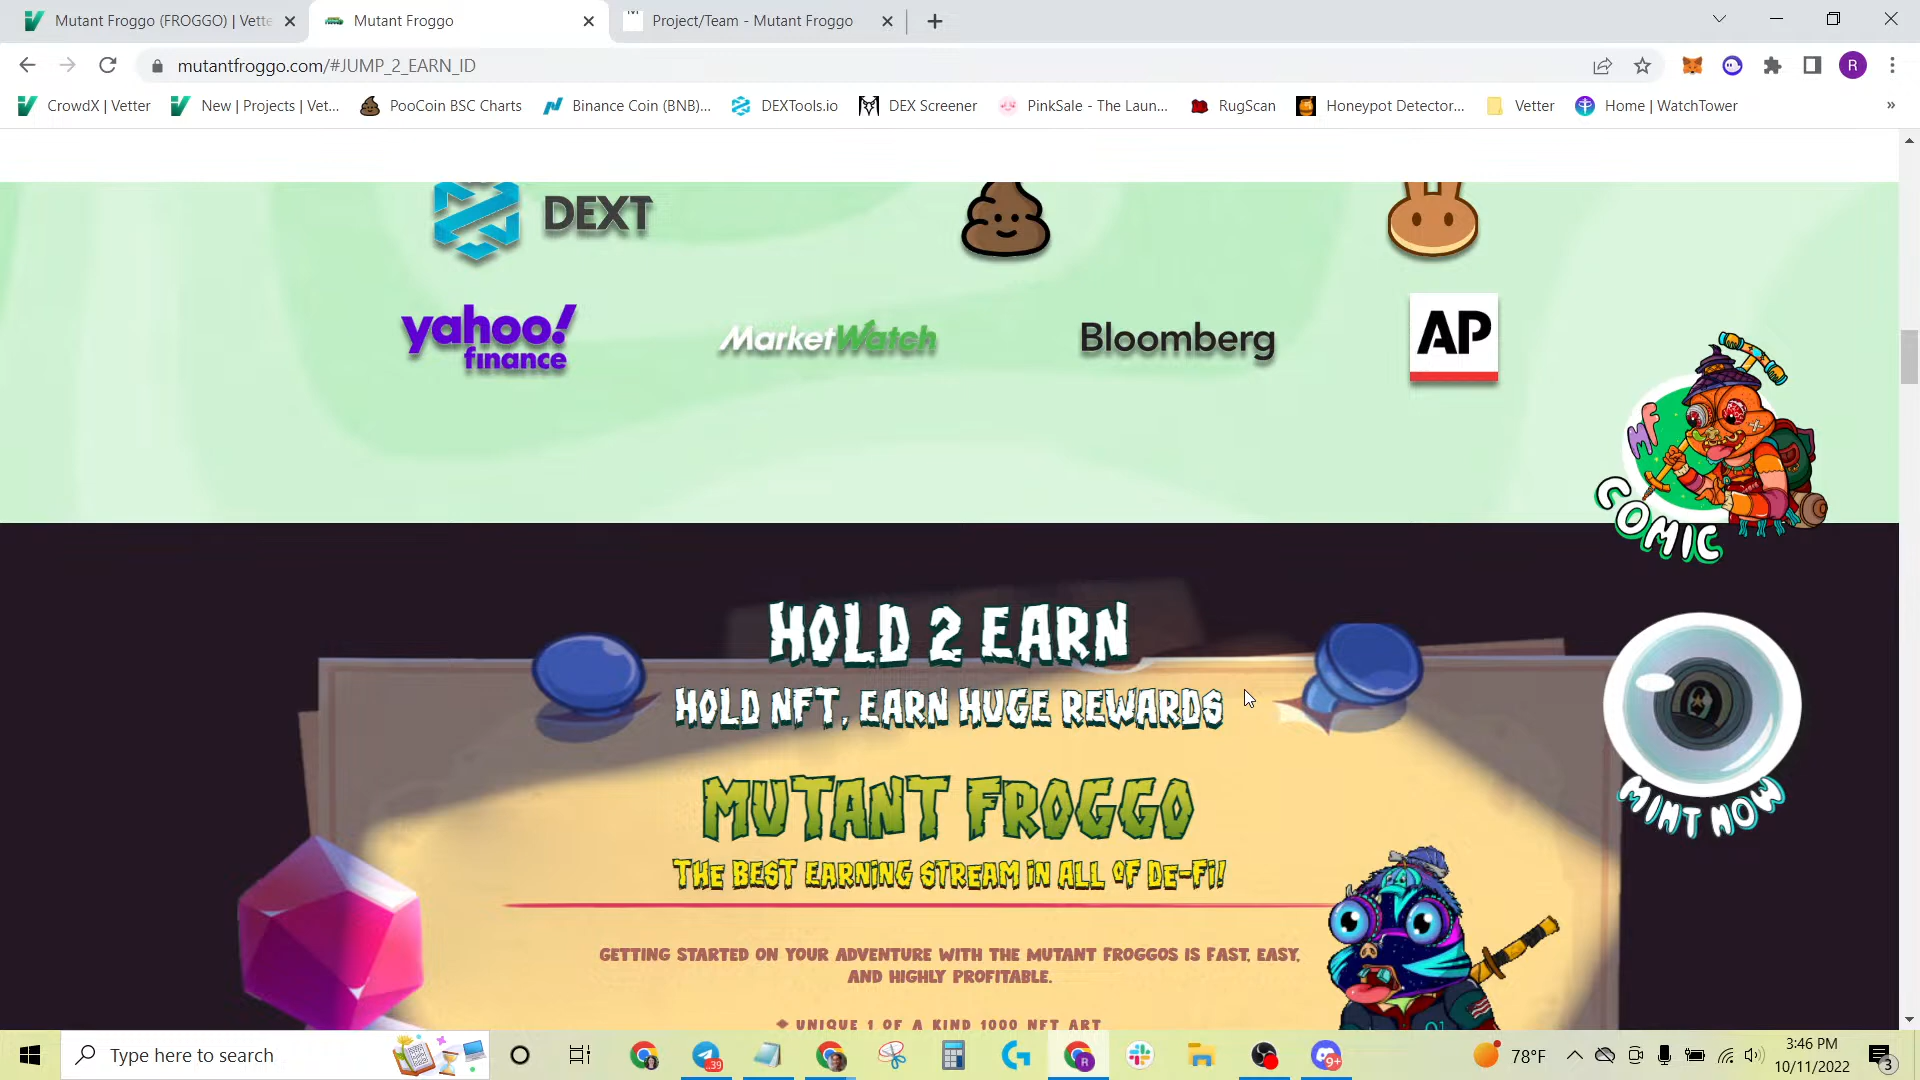 Mutant Froggo (FROGGO) | Vette
Mutant Froggo
Project/Team - Mutant Froggo
mutantfroggo.com/#JUMP_2_EARN_ID
R
CrowdX | Vetter
New | Projects | Vet...
PooCoin BSC Charts
Binance Coin (BNB)...
DEXTools.io
DEX Screener
PinkSale - The Laun...
RugScan
Honeypot Detector...
Vetter
Home | WatchTower
»
DEXT
yahoo!
finance
MarketWatch
Bloomberg
AP
MF
COMIC
HOLD 2 EARN
HOLD NFT, EARN HUGE REWARDS
MUTANT FROGGO
THE BEST EARNING STREAM IN ALL OF DE-FI!
MINT NOW
GETTING STARTED ON YOUR ADVENTURE WITH THE MUTANT FROGGOS IS FAST, EASY,
AND HIGHLY PROFITABLE.
UNIQUE 1 OF A KIND 1000 NFT ART
01
Type here to search
39
R
9+
78°F
3:46 PM
10/11/2022
3